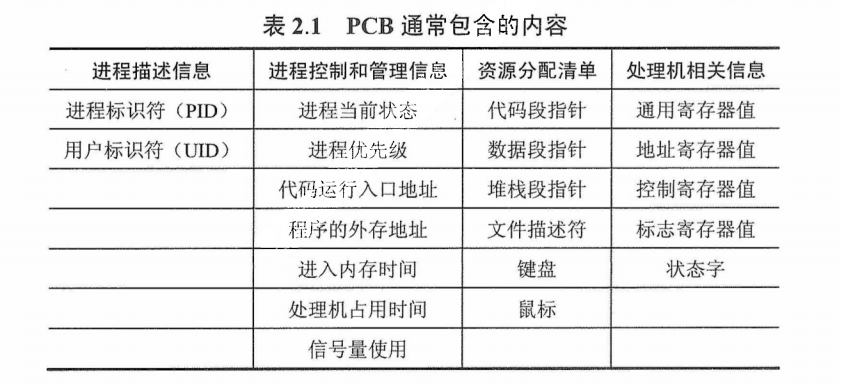 表 2.1 PCB 通常包含的内容
进程描述信息 进程控制和管理信息 资源分配清单 处理机相关信息
进程标识符（PID） 进程当前状态 代码段指针 通用寄存器值
用户标识符（UID） 进程优先级 数据段指针 地址寄存器值
代码运行入口地址 堆栈段指针 控制寄存器值
程序的外存地址 文件描述符 标志寄存器值
进入内存时间 键盘 状态字
处理机占用时间 鼠标
信号量使用